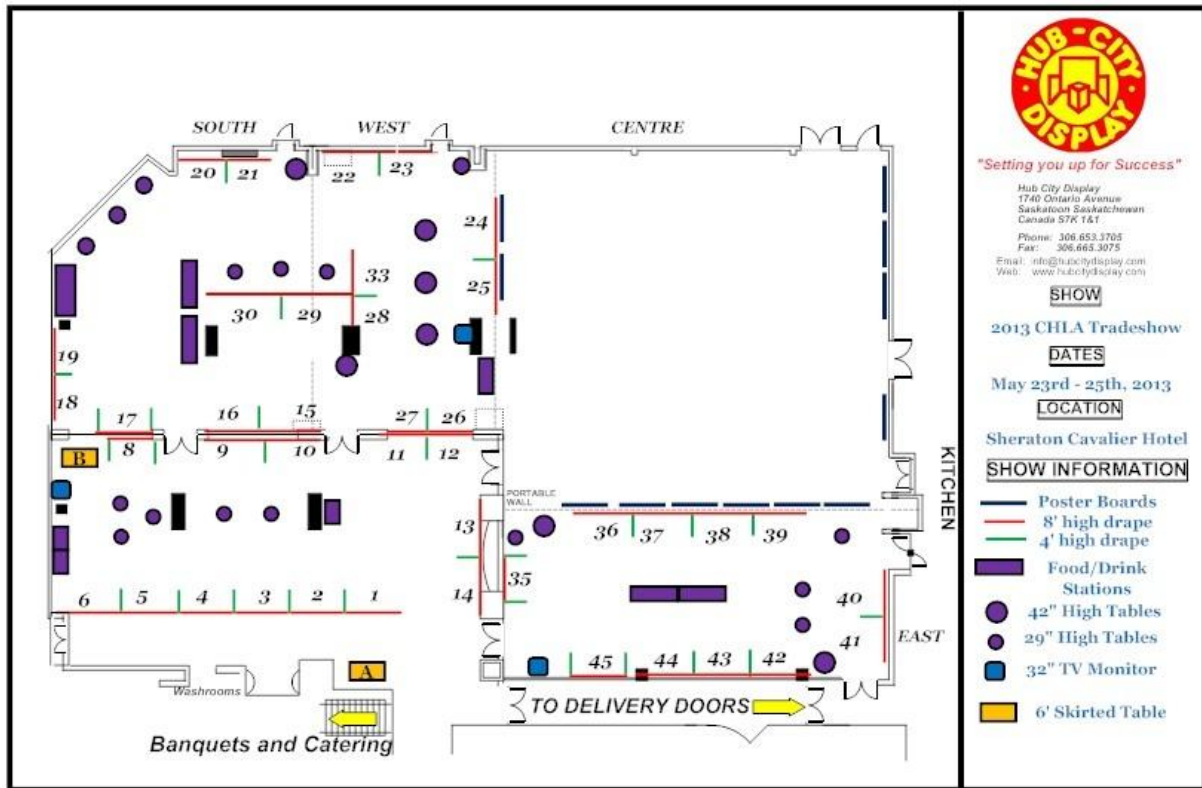 SOUTH
WEST
CENTRE
20
21
22
23
24
25
33
30
29
28
19
18
17
16
15
27
26
8
9
10
11
12
B
PORTABLE
WALL
KITCHEN
13
36
37
38
39
35
14
40
41
EAST
6
5
4
3
2
1
45
44
43
42
A
Washrooms
TO DELIVERY DOORS
Banquets and Catering
HUB-CITY
DISPLAY
"Setting you up for Success"
Hub City Display
1740 Ontario Avenue
Saskatoon Saskatchewan
Canada S7K 1&1
Phone: 306.653.3705
Fax: 306.665.3075
Email: info@hubcitydisplay.com
Web: www.hubcitydisplay.com
SHOW
2013 CHLA Tradeshow
DATES
May 23rd - 25th, 2013
LOCATION
Sheraton Cavalier Hotel
SHOW INFORMATION
Poster Boards
8' high drape
4' high drape
Food/Drink
Stations
42" High Tables
29" High Tables
32" TV Monitor
6' Skirted Table